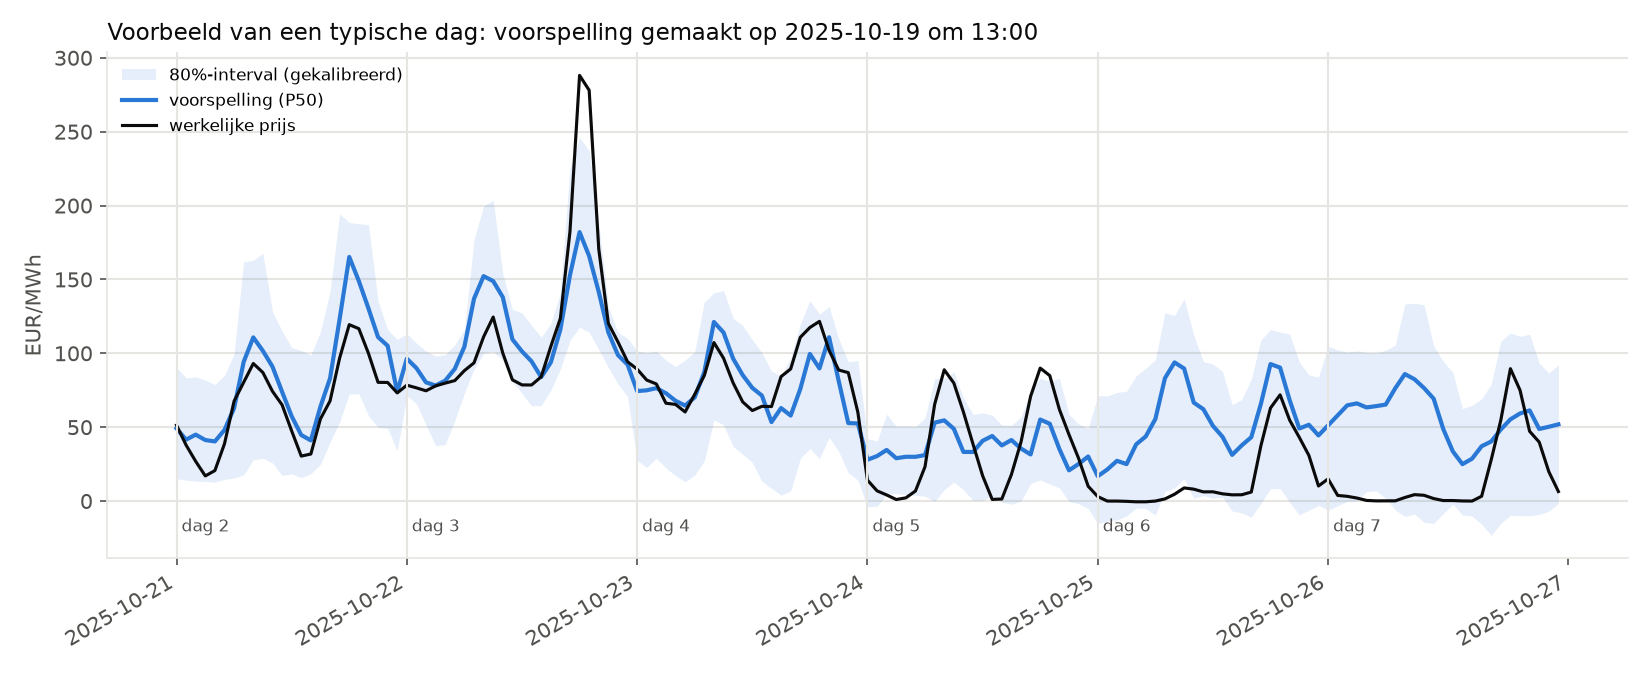 Voorbeeld van een typische dag: voorspelling gemaakt op 2025-10-19 om 13:00
80%-interval (gekalibreerd)
voorspelling (P50)
werkelijke prijs
EUR/MWh
300
250
200
150
100
50
0
dag 2
dag 3
dag 4
dag 5
dag 6
dag 7
2025-10-21
2025-10-22
2025-10-23
2025-10-24
2025-10-25
2025-10-26
2025-10-27